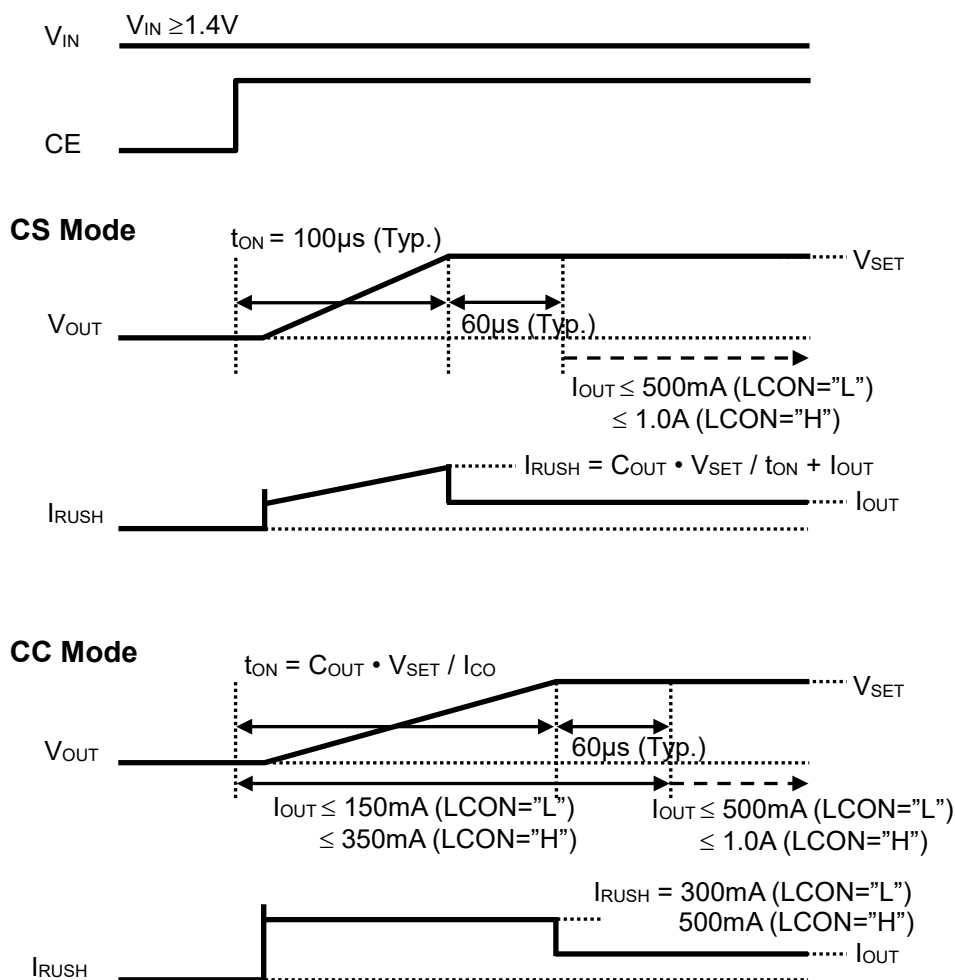 VIN VIN ≥1.4V
CE
CS Mode
tON = 100µs (Typ.)
VSET
VOUT
60µs (Typ.)
IOUT ≤ 500mA (LCON=”L”)
≤ 1.0A (LCON=”H”)
IRUSH = COUT • VSET / tON + IOUT
IRUSH
IOUT
CC Mode
tON = COUT • VSET / ICO
VSET
VOUT
60µs (Typ.)
IOUT ≤ 150mA (LCON=”L”)
≤ 350mA (LCON=”H”)
IOUT ≤ 500mA (LCON=”L”)
≤ 1.0A (LCON=”H”)
IRUSH = 300mA (LCON=”L”)
500mA (LCON=”H”)
IOUT
IRUSH